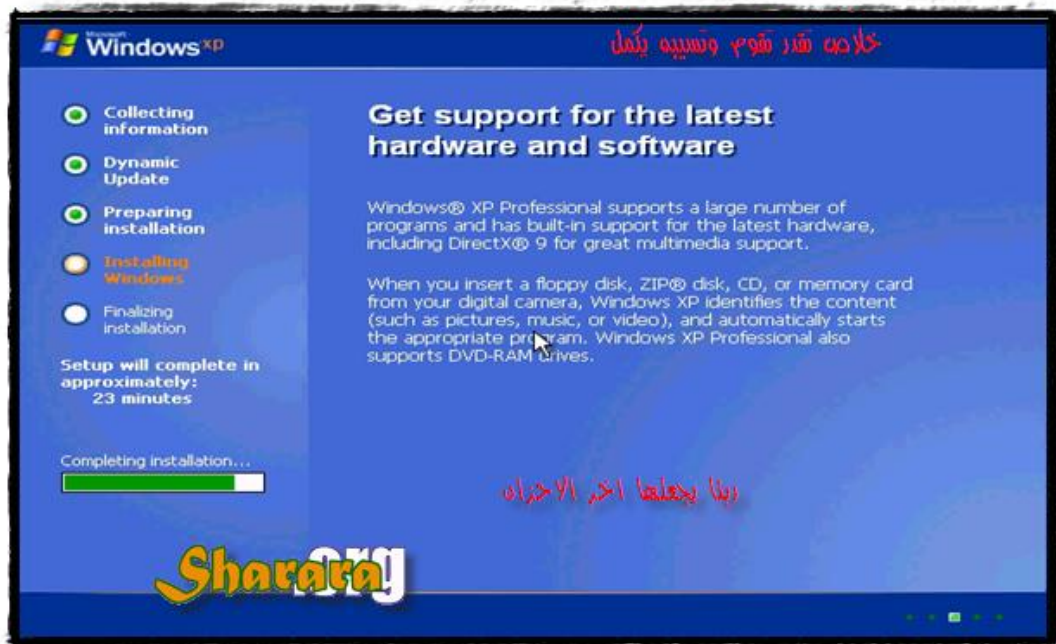 Microsoft
Windows xp
خلاص تقدر تقوم وتسيبه يكمل
Collecting
information
Dynamic
Update
Preparing
installation
Installing
Windows
Finalizing
installation
Setup will complete in
approximately:
23 minutes
Completing installation...
Get support for the latest
hardware and software
Windows® XP Professional supports a large number of
programs and has built-in support for the latest hardware,
including DirectX® 9 for great multimedia support.
When you insert a floppy disk, ZIP® disk, CD, or memory card
from your digital camera, Windows XP identifies the content
(such as pictures, music, or video), and automatically starts
the appropriate program. Windows XP Professional also
supports DVD-RAM drives.
ربنا يجعلها اخر الاحزان
Sharara.org